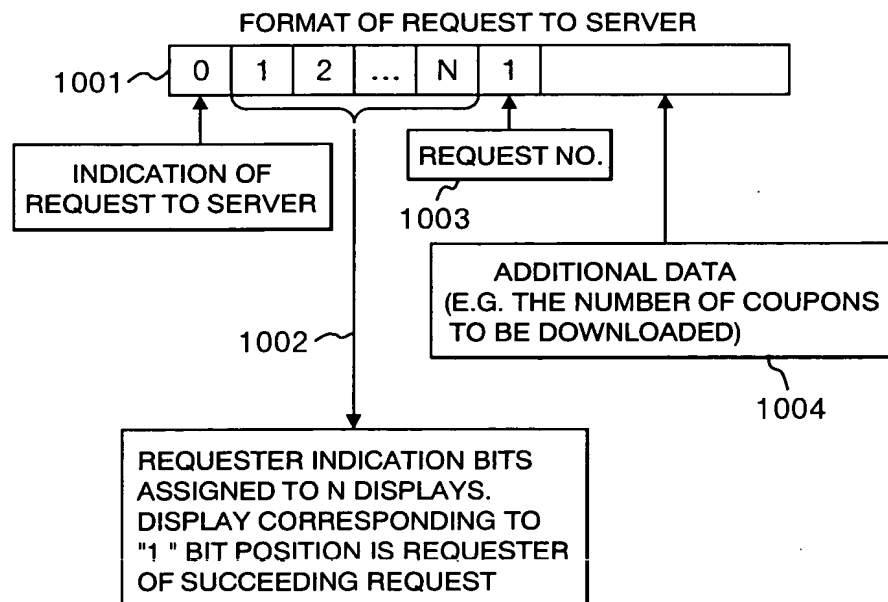 FORMAT OF REQUEST TO SERVER
1001 0 1 2 ... N 1
INDICATION OF
REQUEST TO SERVER
REQUEST NO.
1003
ADDITIONAL DATA
(E.G. THE NUMBER OF COUPONS
TO BE DOWNLOADED)
1002
1004
REQUESTER INDICATION BITS
ASSIGNED TO N DISPLAYS.
DISPLAY CORRESPONDING TO
"1 " BIT POSITION IS REQUESTER
OF SUCCEEDING REQUEST